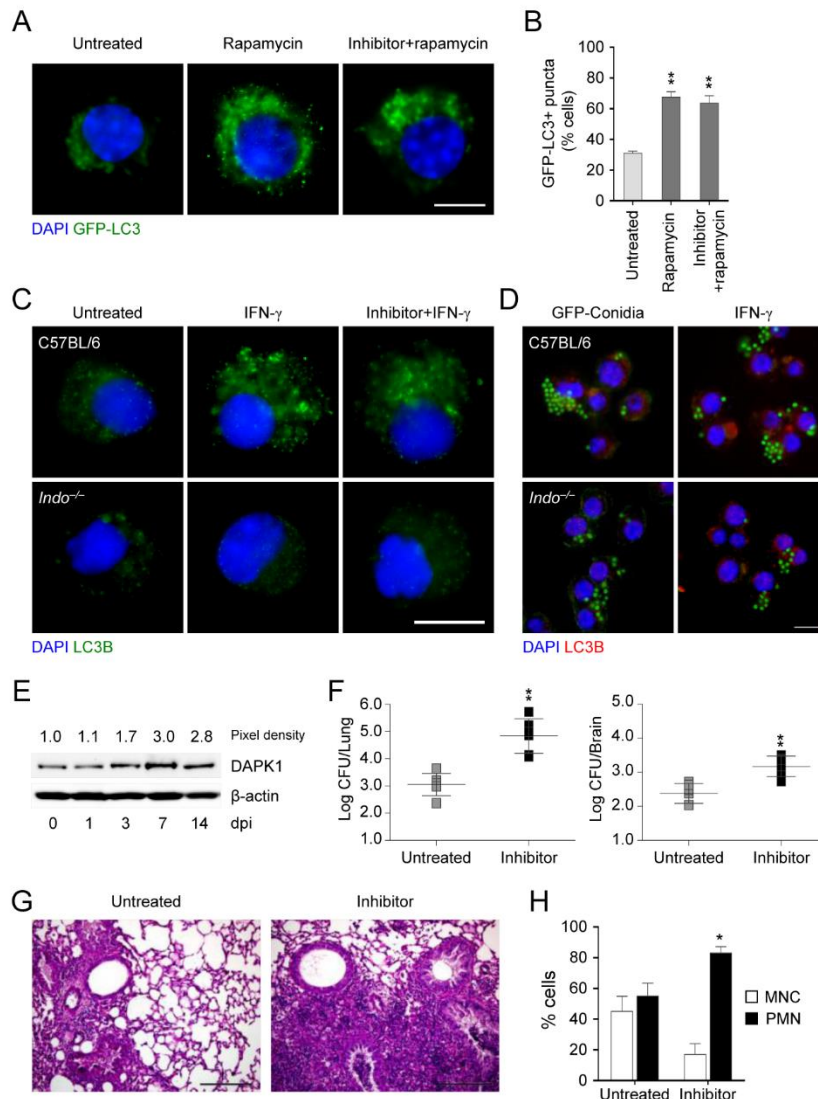 A
Untreated
Rapamycin
Inhibitor+rapamycin
DAPI GFP-LC3
B
GFP-LC3+ puncta
(% cells)
100
80
60
40
20
0
**
**
Untreated
Rapamycin
Inhibitor
+rapamycin
C
Untreated
IFN-γ
Inhibitor+IFN-γ
C57BL/6
Indo–/–
DAPI LC3B
D
GFP-Conidia
IFN-γ
C57BL/6
Indo–/–
DAPI LC3B
E
1.0 1.1 1.7 3.0 2.8 Pixel density
DAPK1
β-actin
0 1 3 7 14 dpi
F
Log CFU/Lung
6.0
5.0
4.0
3.0
2.0
1.0
**
Untreated Inhibitor
Log CFU/Brain
5.0
4.0
3.0
2.0
1.0
**
Untreated Inhibitor
G
Untreated
Inhibitor
H
% cells
100
80
60
40
20
0
*
MNC
PMN
Untreated Inhibitor